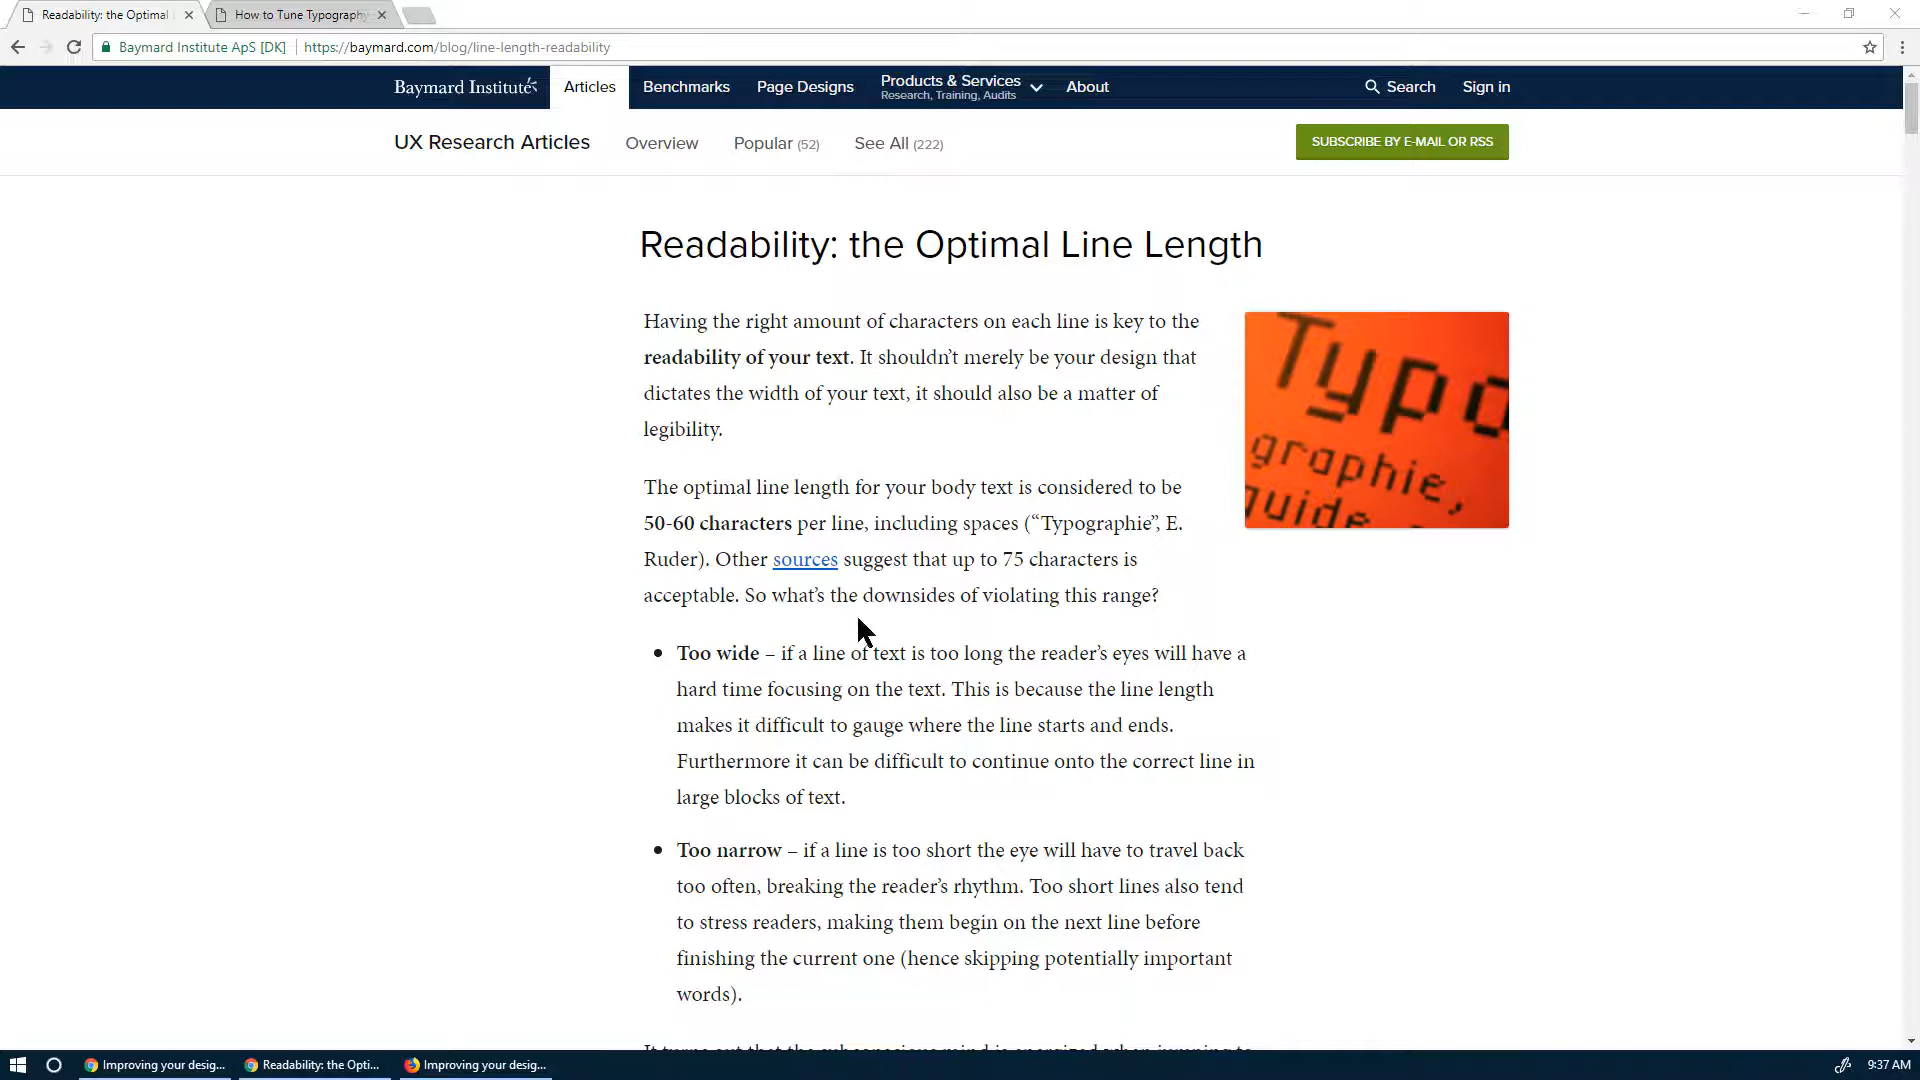 Readability: the Optimal
How to Tune Typography
Baymard Institute ApS [DK]
https://baymard.com/blog/line-length-readability
Baymard Institute
Articles
Benchmarks
Page Designs
Products & Services
Research, Training, Audits
About
Search
Sign in
UX Research Articles
Overview
Popular (52)
See All (222)
SUBSCRIBE BY E-MAIL OR RSS
Readability: the Optimal Line Length
Having the right amount of characters on each line is key to the
readability of your text. It shouldn’t merely be your design that
dictates the width of your text, it should also be a matter of
legibility.
Typo
graphie,
guide
The optimal line length for your body text is considered to be
50-60 characters per line, including spaces (“Typographie”, E.
Ruder). Other sources suggest that up to 75 characters is
acceptable. So what’s the downsides of violating this range?
Too wide – if a line of text is too long the reader’s eyes will have a
hard time focusing on the text. This is because the line length
makes it difficult to gauge where the line starts and ends.
Furthermore it can be difficult to continue onto the correct line in
large blocks of text.
Too narrow – if a line is too short the eye will have to travel back
too often, breaking the reader’s rhythm. Too short lines also tend
to stress readers, making them begin on the next line before
finishing the current one (hence skipping potentially important
words).
Improving your desig...
Readability: the Opti...
Improving your desig...
9:37 AM